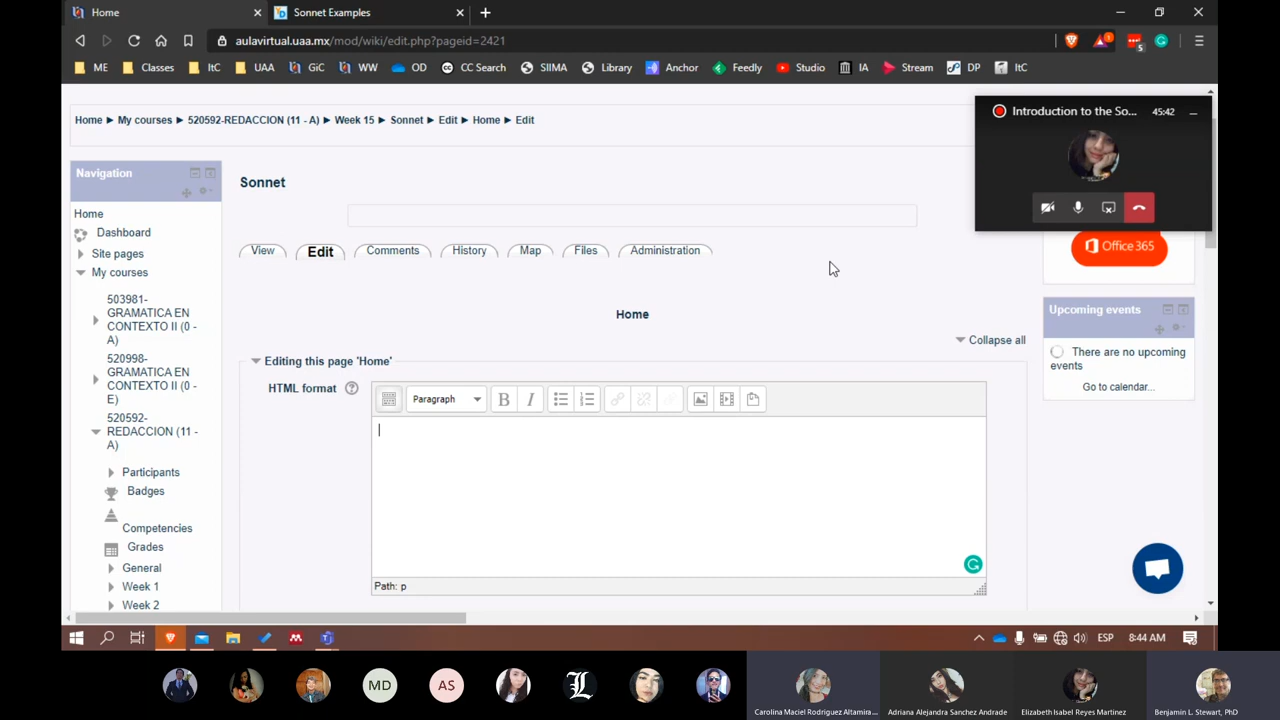 Home
Sonnet Examples
aulavirtual.uaa.mx/mod/wiki/edit.php?pageid=2421
1
5
ME
Classes
ItC
UAA
GiC
WW
OD
CC Search
SIIMA
Library
Anchor
Feedly
Studio
IA
Stream
DP
ItC
Home ► My courses ► 520592-REDACCION (11 - A) ► Week 15 ► Sonnet ► Edit ► Home ► Edit
Introduction to the So...
45:42
Navigation
Home
Dashboard
Site pages
My courses
503981-
GRAMATICA EN
CONTEXTO II (0 -
A)
520998-
GRAMATICA EN
CONTEXTO II (0 -
E)
520592-
REDACCION (11 -
A)
Participants
Badges
Competencies
Grades
General
Week 1
Week 2
Sonnet
View
Edit
Comments
History
Map
Files
Administration
Home
Collapse all
Editing this page 'Home'
HTML format
Paragraph
B
I
Path: p
Office 365
Upcoming events
There are no upcoming
events
Go to calendar...
ESP
8:44 AM
MD
AS
L
Carolina Maciel Rodriguez Altamira...
Adriana Alejandra Sanchez Andrade
Elizabeth Isabel Reyes Martinez
Benjamin L. Stewart, PhD